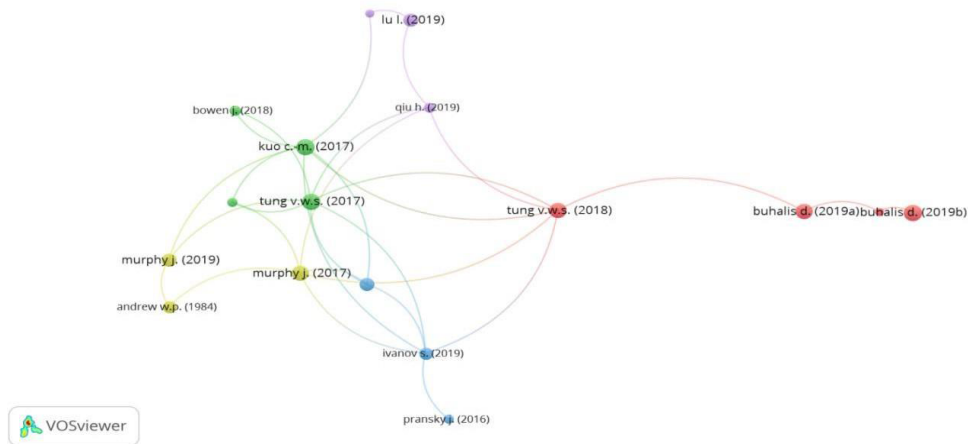 lu l. (2019)
bowen j. (2018)
qiu h. (2019)
kuo c.-m. (2017)
tung v.w.s. (2017)
tung v.w.s. (2018)
buhalis d. (2019a)
buhalis d. (2019b)
murphy j. (2019)
murphy j. (2017)
andrew w.p. (1984)
ivanov s. (2019)
pransky j. (2016)
VOSviewer